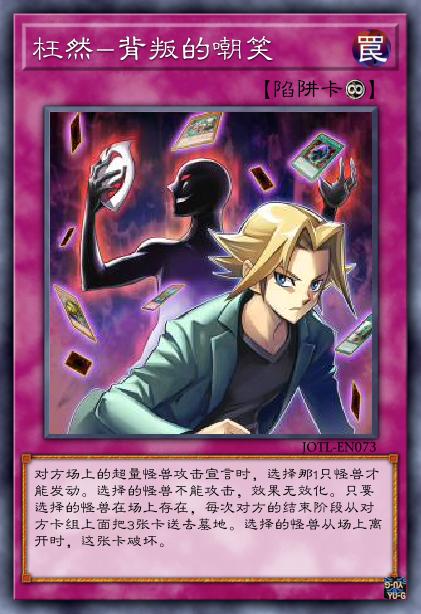 枉然-背叛的嘲笑
罠
【陷阱卡♾】
JOTL-EN073
对方场上的超量怪兽攻击宣言时，选择那1只怪兽才
能发动。选择的怪兽不能攻击，效果无效化。只要
选择的怪兽在场上存在，每次对方的结束阶段从对
方卡组上面把3张卡送去墓地。选择的怪兽从场上离
开时，这张卡破坏。